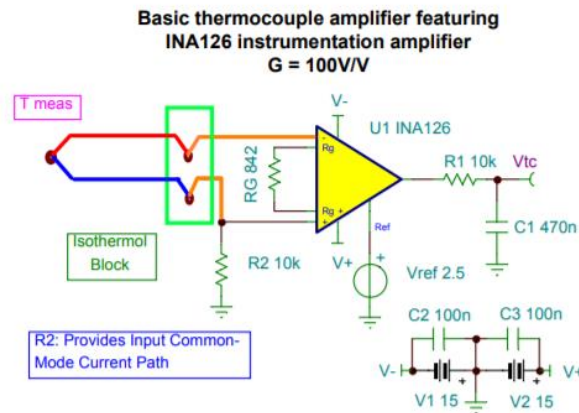 Basic thermocouple amplifier featuring
INA126 instrumentation amplifier
G = 100V/V
T meas
V-
U1 INA126
-
Rg
RG 842
R1 10k
Vtc
Rg +
+
Ref
C1 470n
Isothermol
Block
R2 10k
V+
+
Vref 2.5
R2: Provides Input Common-
Mode Current Path
C2 100n
C3 100n
V-
V+
+
+
V1 15
V2 15